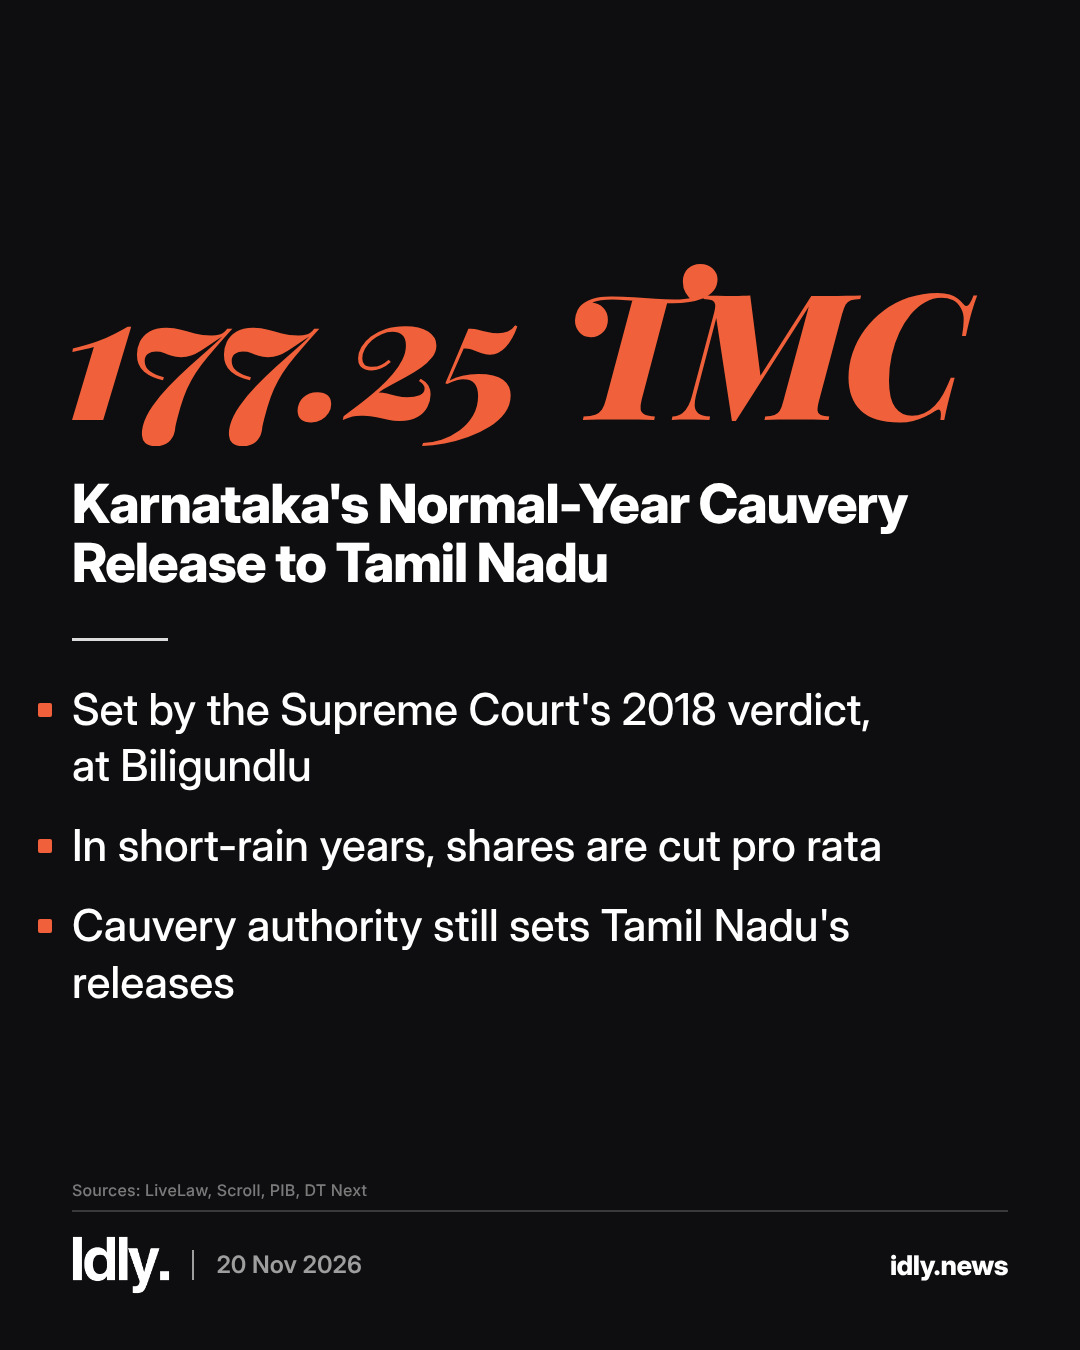 177.25 TMC
Karnataka's Normal-Year Cauvery
Release to Tamil Nadu
Set by the Supreme Court's 2018 verdict,
at Biligundlu
In short-rain years, shares are cut pro rata
Cauvery authority still sets Tamil Nadu's
releases
Sources: LiveLaw, Scroll, PIB, DT Next
Idly. | 20 Nov 2026
idly.news